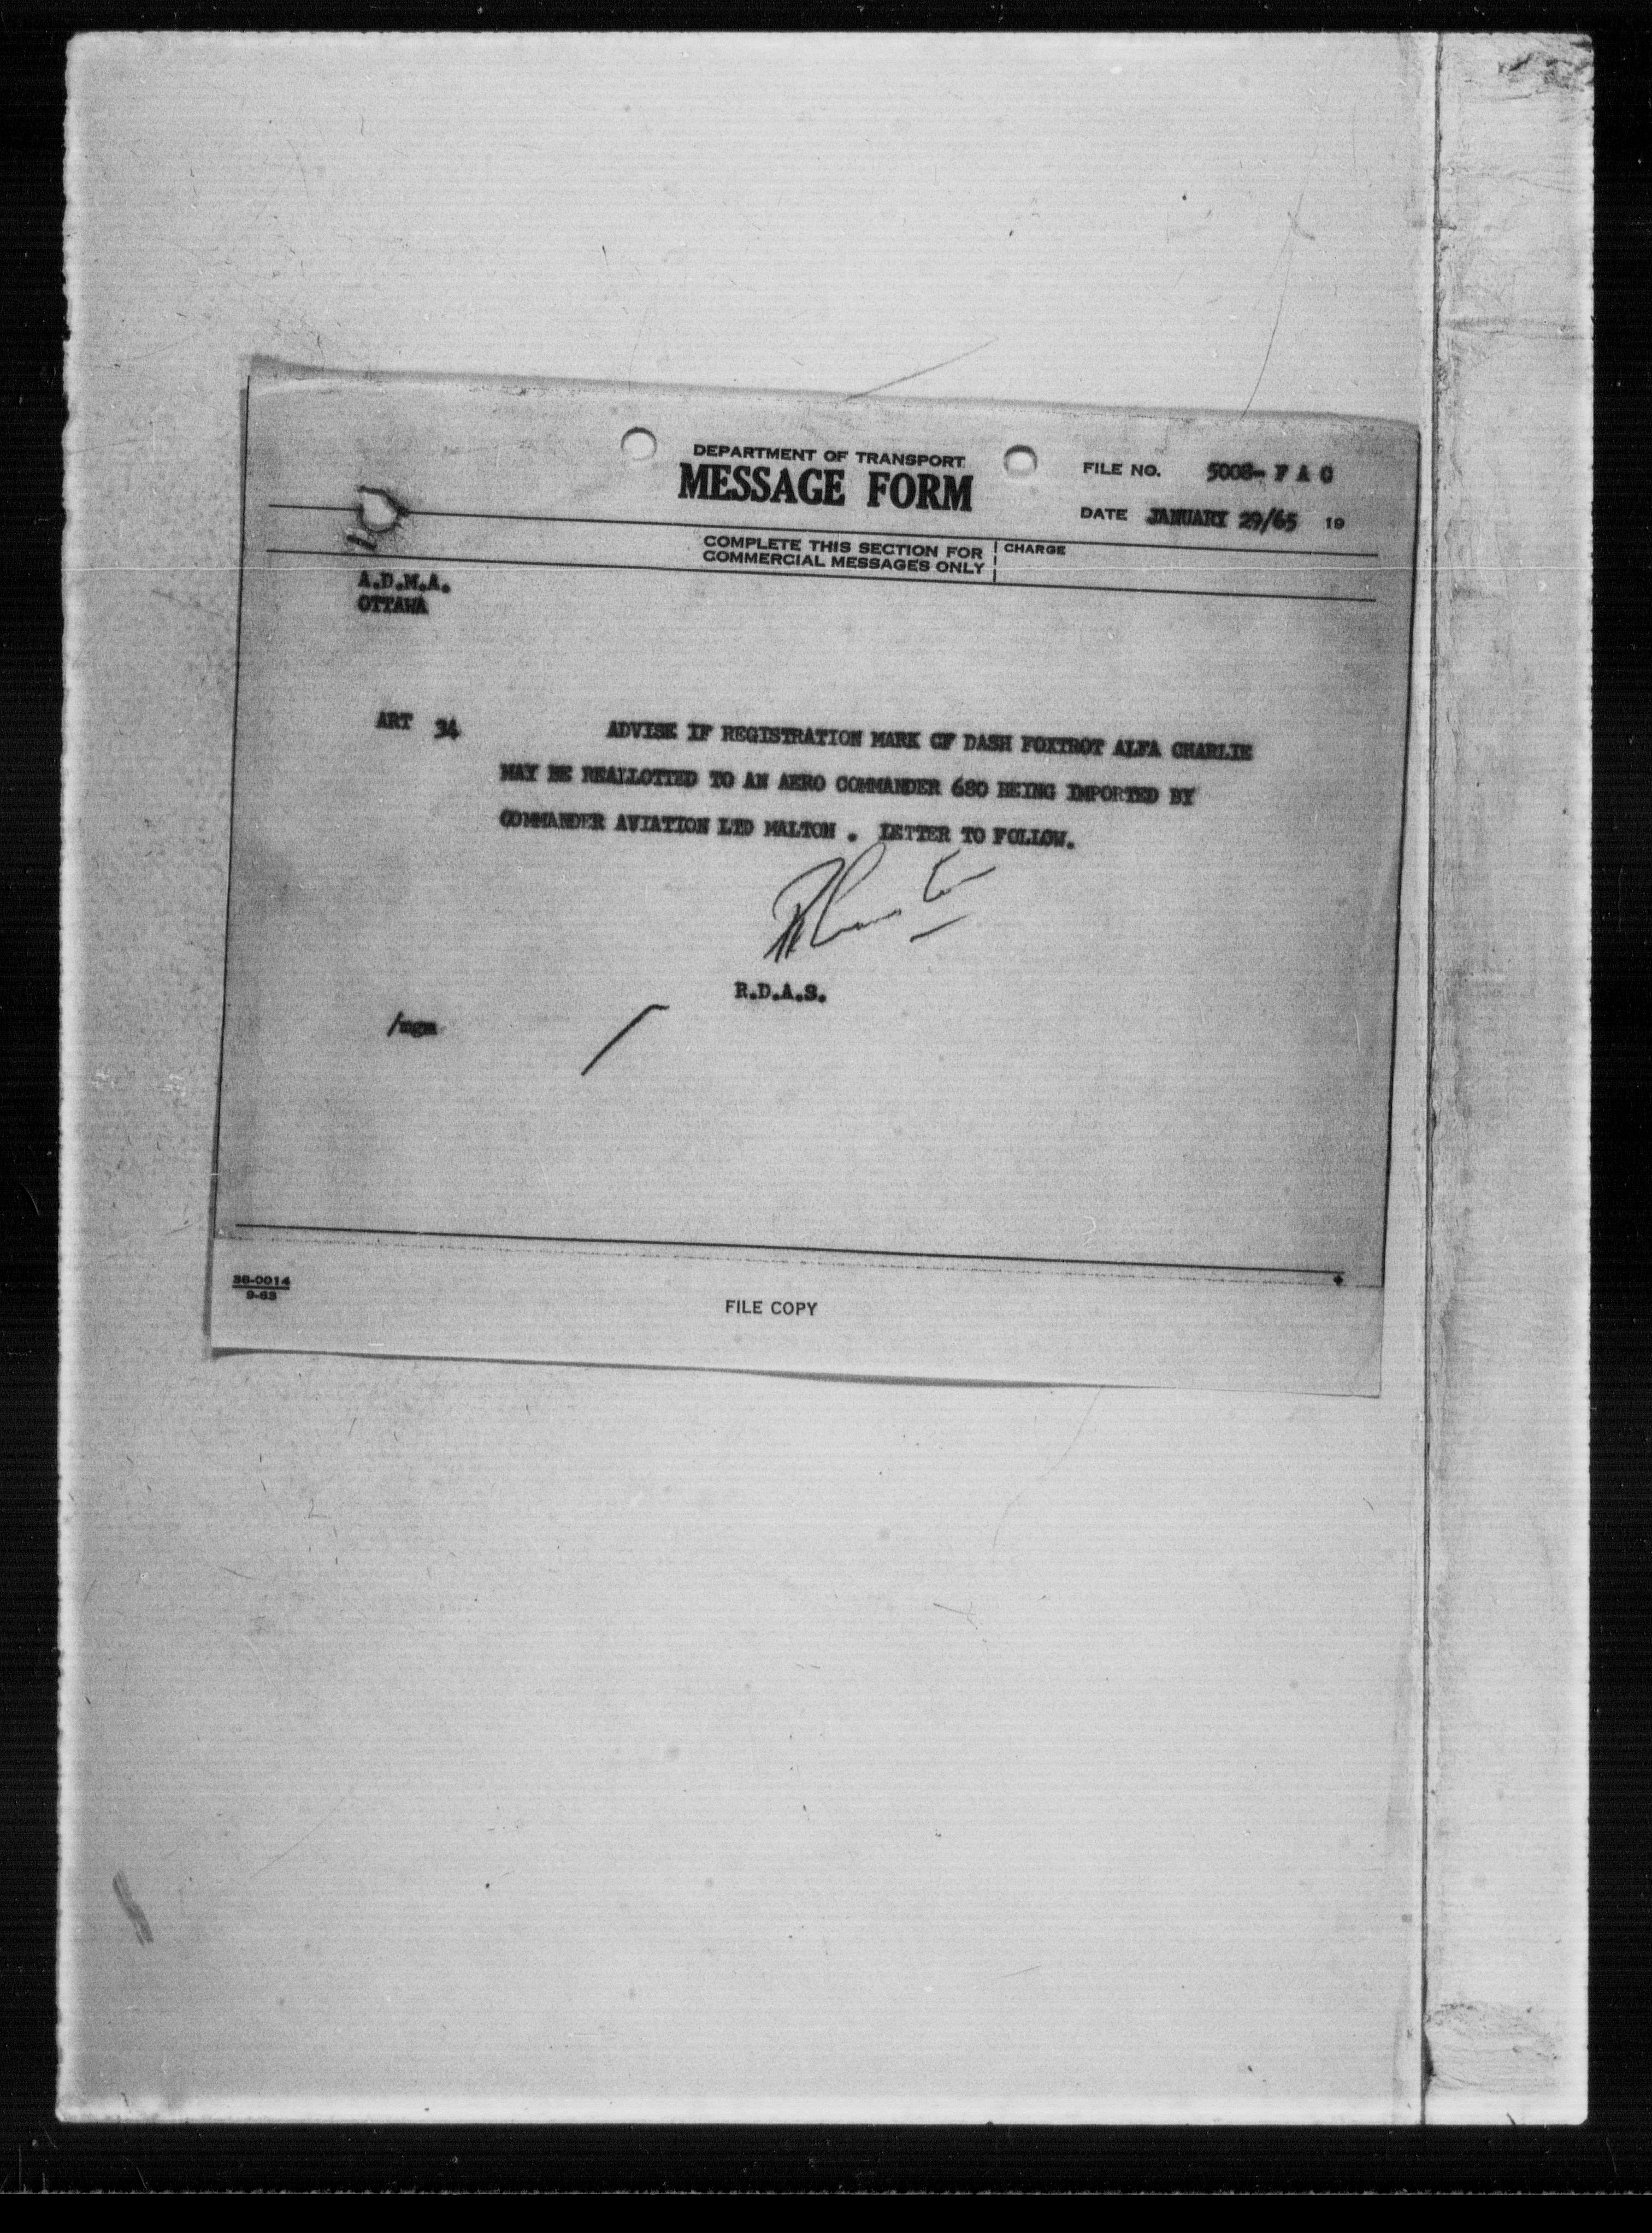 DEPARTMENT OF TRANSPORT
MESSAGE FORM
FILE NO. 5008- F A C
DATE JANUARY 29/65 19
COMPLETE THIS SECTION FOR
COMMERCIAL MESSAGES ONLY
CHARGE
A.D.M.A.
OTTAWA
ART 34 ADVISE IF REGISTRATION MARK CF DASH FOXTROT ALFA CHARLIE
MAY BE REALLOTTED TO AN AERO COMMANDER 680 BEING IMPORTED BY
COMMANDER AVIATION LTD MALTON . LETTER TO FOLLOW.
R.D.A.S.
/mgm
38-0014
9-63
FILE COPY